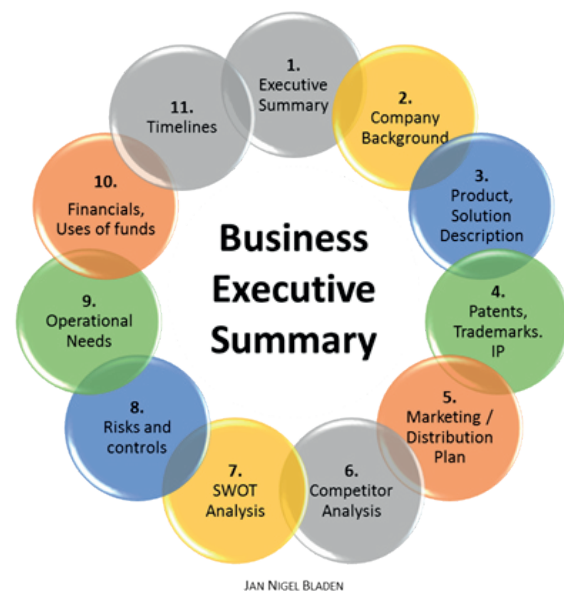 1.
Executive
Summary
2.
Company
Background
3.
Product,
Solution
Description
4.
Patents,
Trademarks.
IP
5.
Marketing /
Distribution
Plan
6.
Competitor
Analysis
7.
SWOT
Analysis
8.
Risks and
controls
9.
Operational
Needs
10.
Financials,
Uses of funds
11.
Timelines
Business
Executive
Summary
JAN NIGEL BLADEN